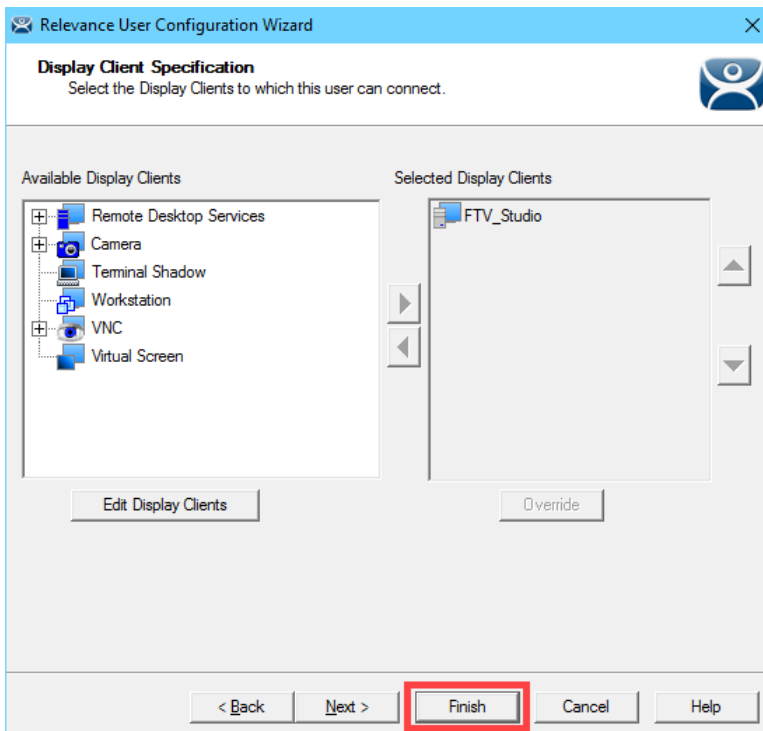 Relevance User Configuration Wizard
Display Client Specification
Select the Display Clients to which this user can connect.
Available Display Clients
Selected Display Clients
Remote Desktop Services
Camera
Terminal Shadow
Workstation
VNC
Virtual Screen
FTV_Studio
Edit Display Clients
Override
< Back
Next >
Finish
Cancel
Help